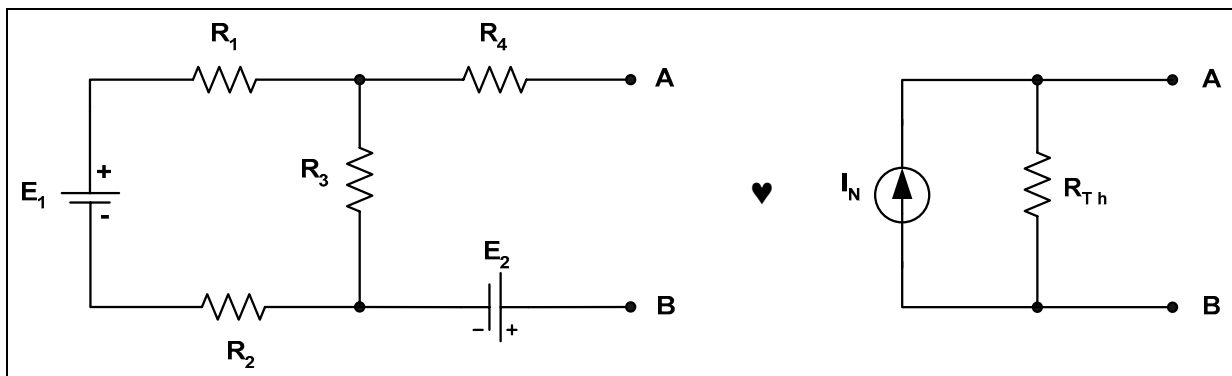 R1 R4 A A
+ R3 IN RTh
E1 ♥
-
E2
B B
R2 - +